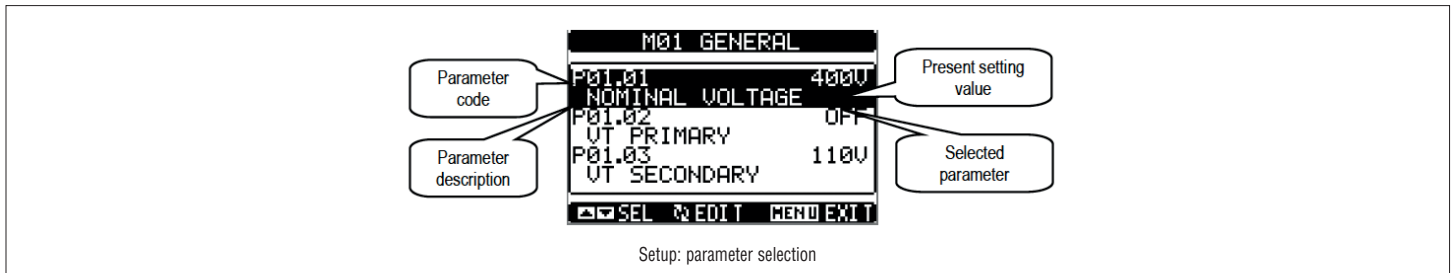 M01 GENERAL
Parameter
code
P01.01 400V
NOMINAL VOLTAGE
Present setting
value
P01.02 OFF
VT PRIMARY
Parameter
description
P01.03 110V
VT SECONDARY
Selected
parameter
SEL EDIT MENU EXIT
Setup: parameter selection